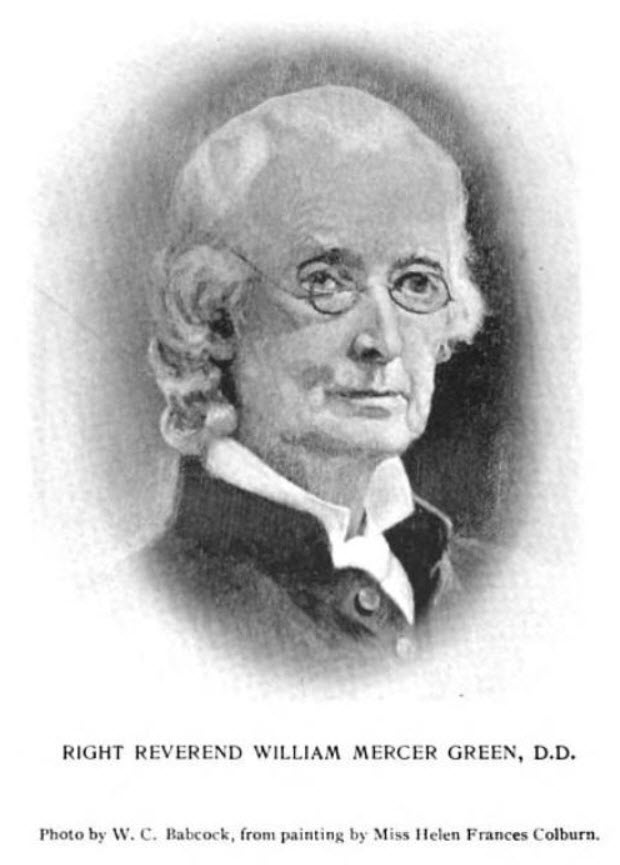 RIGHT REVEREND WILLIAM MERCER GREEN, D.D.
Photo by W. C. Babcock, from painting by Miss Helen Frances Colburn.